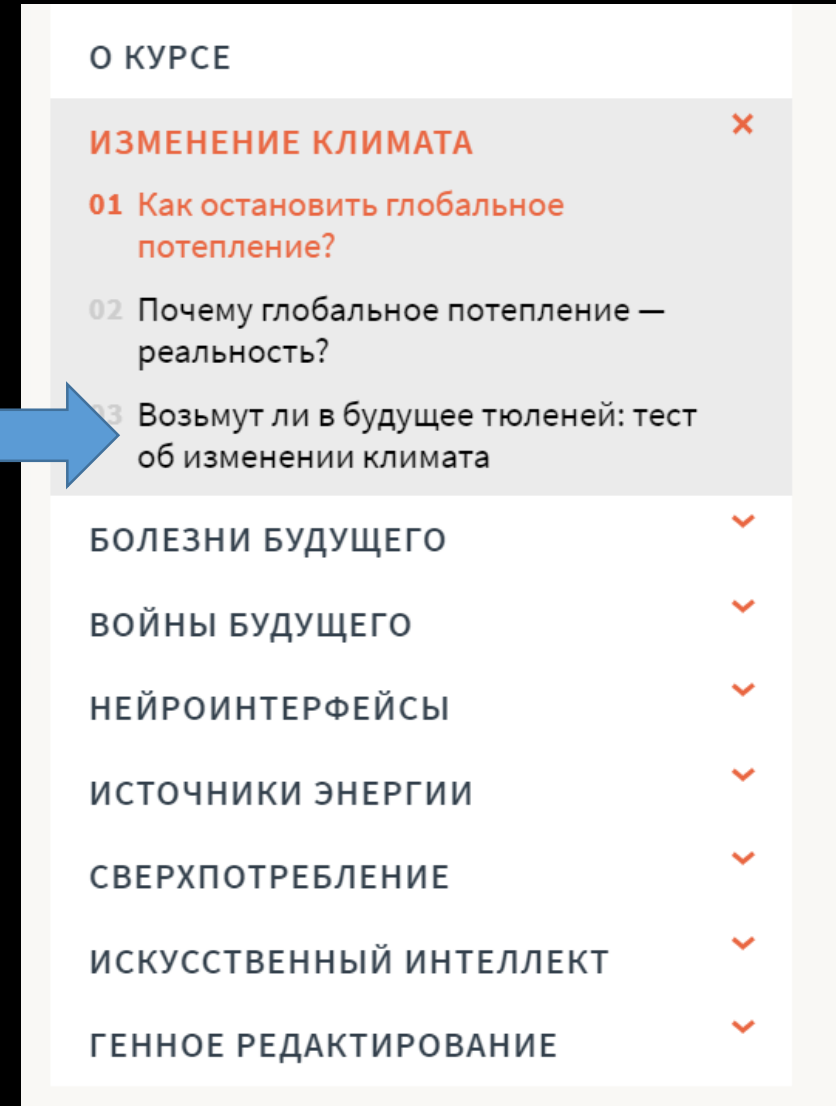 О КУРСЕ
ИЗМЕНЕНИЕ КЛИМАТА
01 Как остановить глобальное
потепление?
02 Почему глобальное потепление —
реальность?
03 Возьмут ли в будущее тюленей: тест
об изменении климата
БОЛЕЗНИ БУДУЩЕГО
ВОЙНЫ БУДУЩЕГО
НЕЙРОИНТЕРФЕЙСЫ
ИСТОЧНИКИ ЭНЕРГИИ
СВЕРХПОТРЕБЛЕНИЕ
ИСКУССТВЕННЫЙ ИНТЕЛЛЕКТ
ГЕННОЕ РЕДАКТИРОВАНИЕ